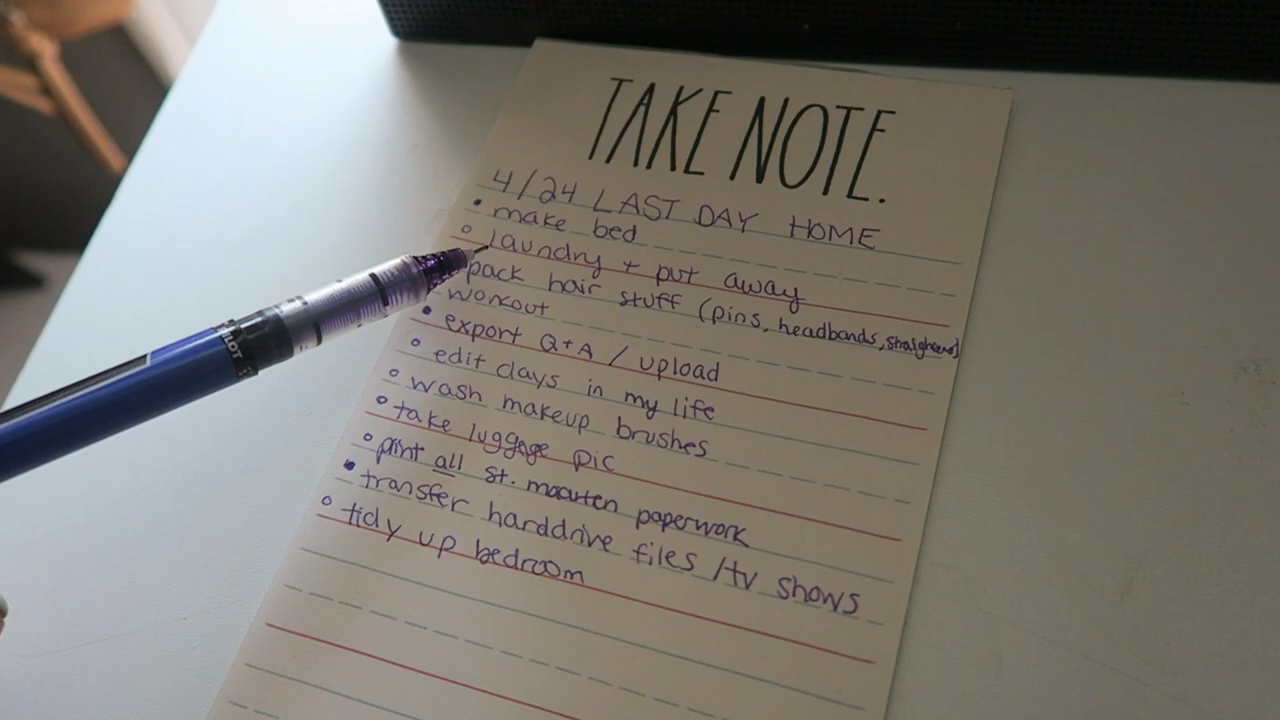 TAKE NOTE.
4/24 LAST DAY HOME
• make bed
○ laundry + put away
pack hair stuff (pins, headbands,
workout
• export Q+A / upload
○ edit days in my life
○ wash makeup brushes
○ take luggage pic
○ print all St. paperwork
• transfer harddrive files /tv shows
○ tidy up bedroom
PILOT